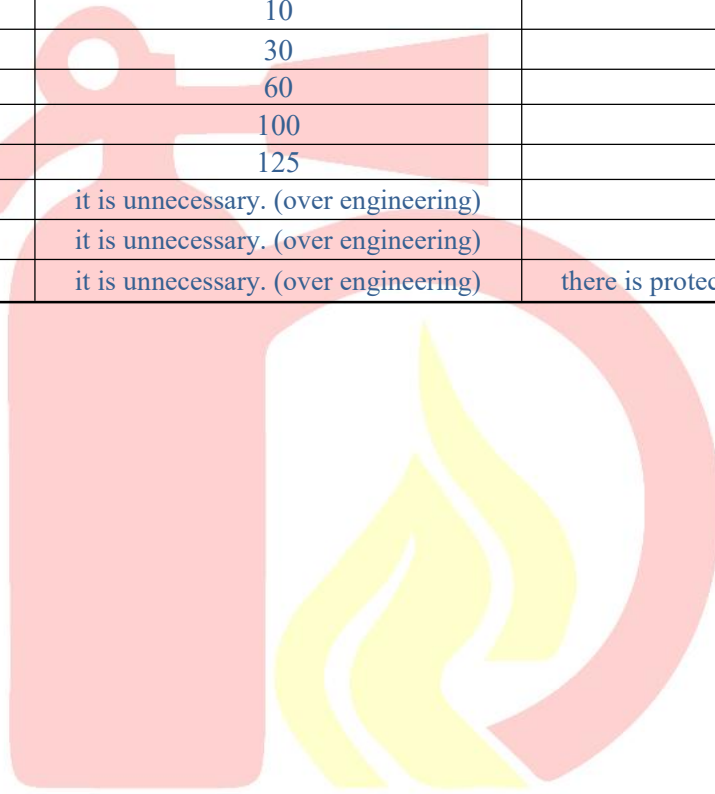 10
30
60
100
125
it is unnecessary. (over engineering)
it is unnecessary. (over engineering)
it is unnecessary. (over engineering) there is